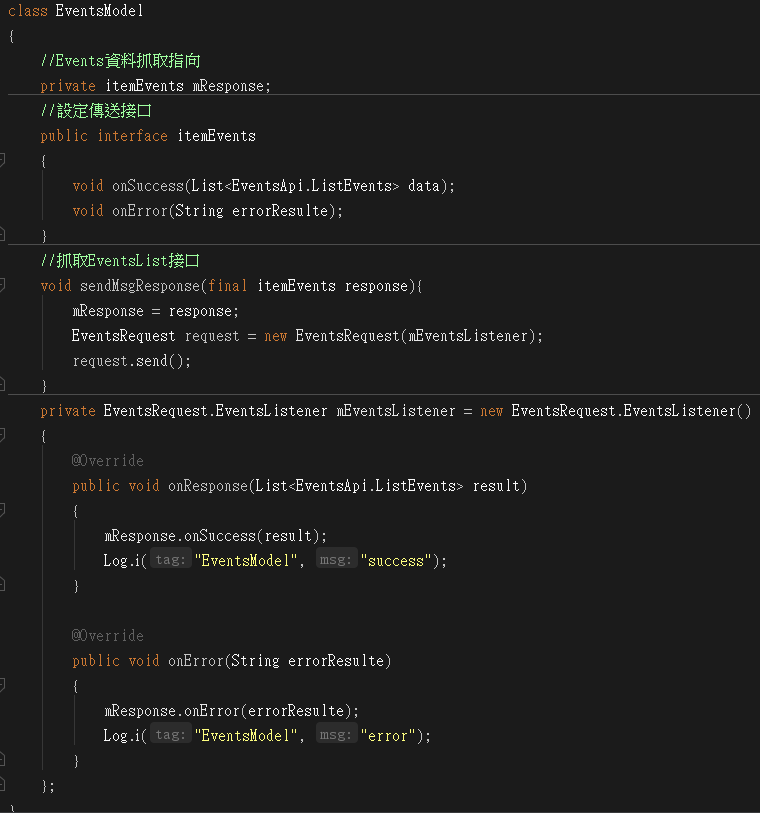 class EventsModel
{
//Events資料抓取指向
private itemEvents mResponse;
//設定傳送接口
public interface itemEvents
{
void onSuccess(List<EventsApi.ListEvents> data);
void onError(String errorResulte);
}
//抓取EventsList接口
void sendMsgResponse(final itemEvents response){
mResponse = response;
EventsRequest request = new EventsRequest(mEventsListener);
request.send();
}
private EventsRequest.EventsListener mEventsListener = new EventsRequest.EventsListener()
{
@Override
public void onResponse(List<EventsApi.ListEvents> result)
{
mResponse.onSuccess(result);
Log.i( tag: "EventsModel", msg: "success");
}
@Override
public void onError(String errorResulte)
{
mResponse.onError(errorResulte);
Log.i( tag: "EventsModel", msg: "error");
}
};
}